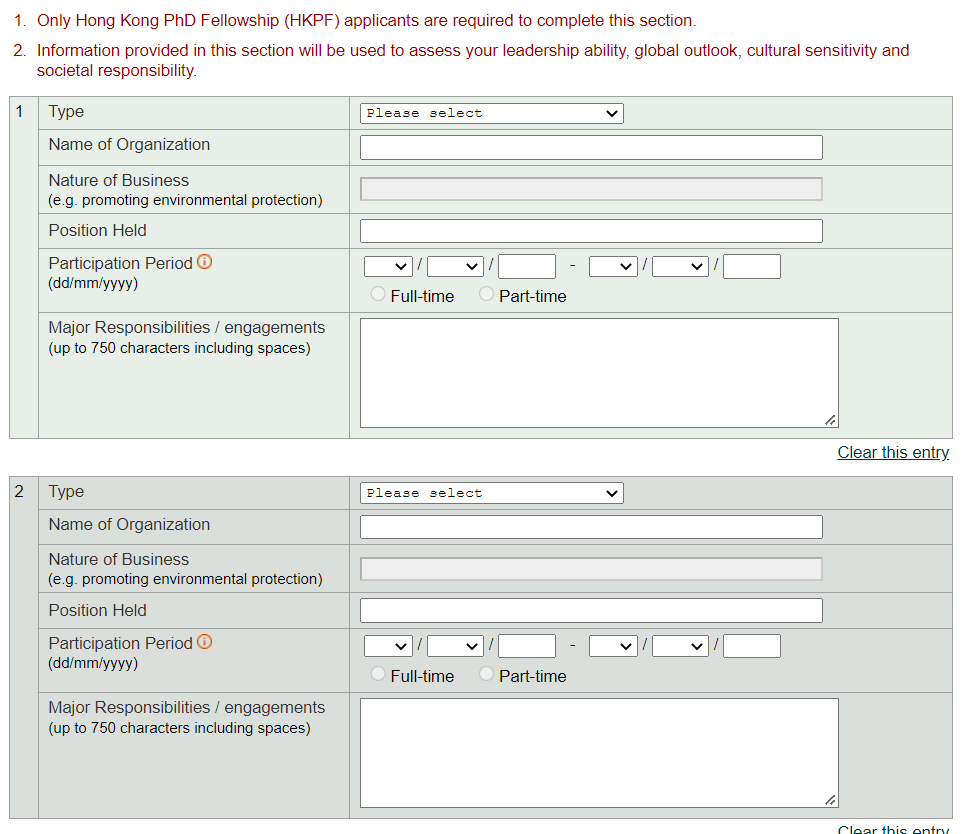 1. Only Hong Kong PhD Fellowship (HKPF) applicants are required to complete this section.
2. Information provided in this section will be used to assess your leadership ability, global outlook, cultural sensitivity and
societal responsibility.
1 Type Please select
Name of Organization
Nature of Business
(e.g. promoting environmental protection)
Position Held
Participation Period / / - / /
(dd/mm/yyyy)
Full-time Part-time
Major Responsibilities / engagements
(up to 750 characters including spaces)
Clear this entry
2 Type Please select
Name of Organization
Nature of Business
(e.g. promoting environmental protection)
Position Held
Participation Period / / - / /
(dd/mm/yyyy)
Full-time Part-time
Major Responsibilities / engagements
(up to 750 characters including spaces)
Clear this entry